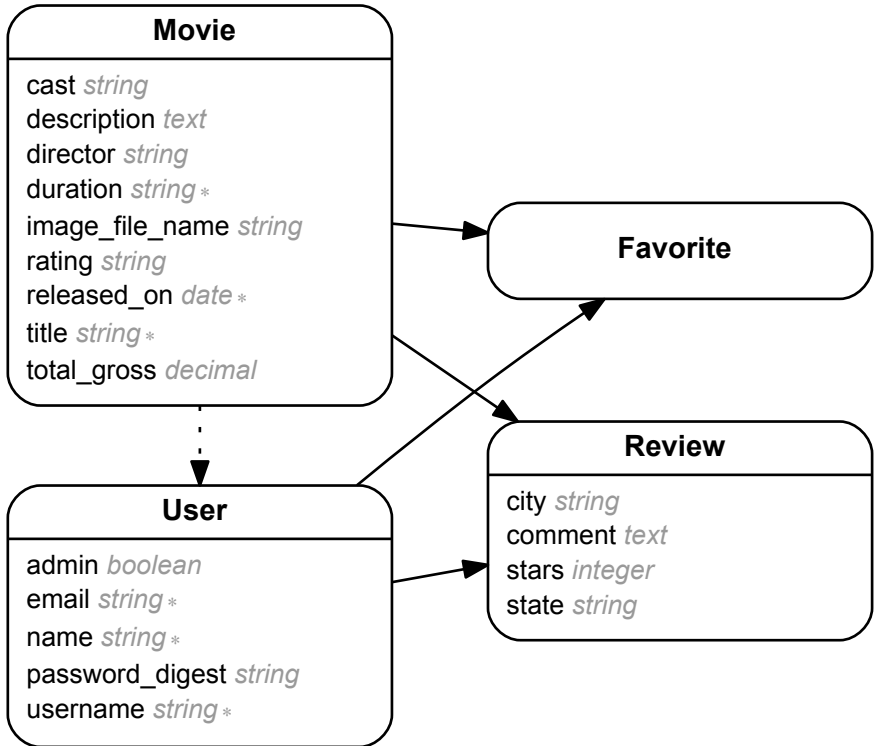 Movie
cast string
description text
director string
duration string *
image_file_name string
rating string
released_on date *
title string *
total_gross decimal
Favorite
Review
city string
comment text
stars integer
state string
User
admin boolean
email string *
name string *
password_digest string
username string *